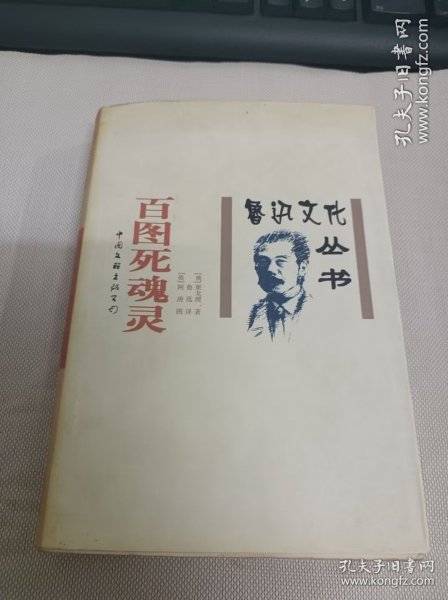 孔夫子旧书网
www.kongfz.com
鲁迅文化
丛书
百图死魂灵
[俄]果戈理 著
鲁迅 译
[俄]阿庚 图
中国文联出版公司
孔夫子旧书网
www.kongfz.com